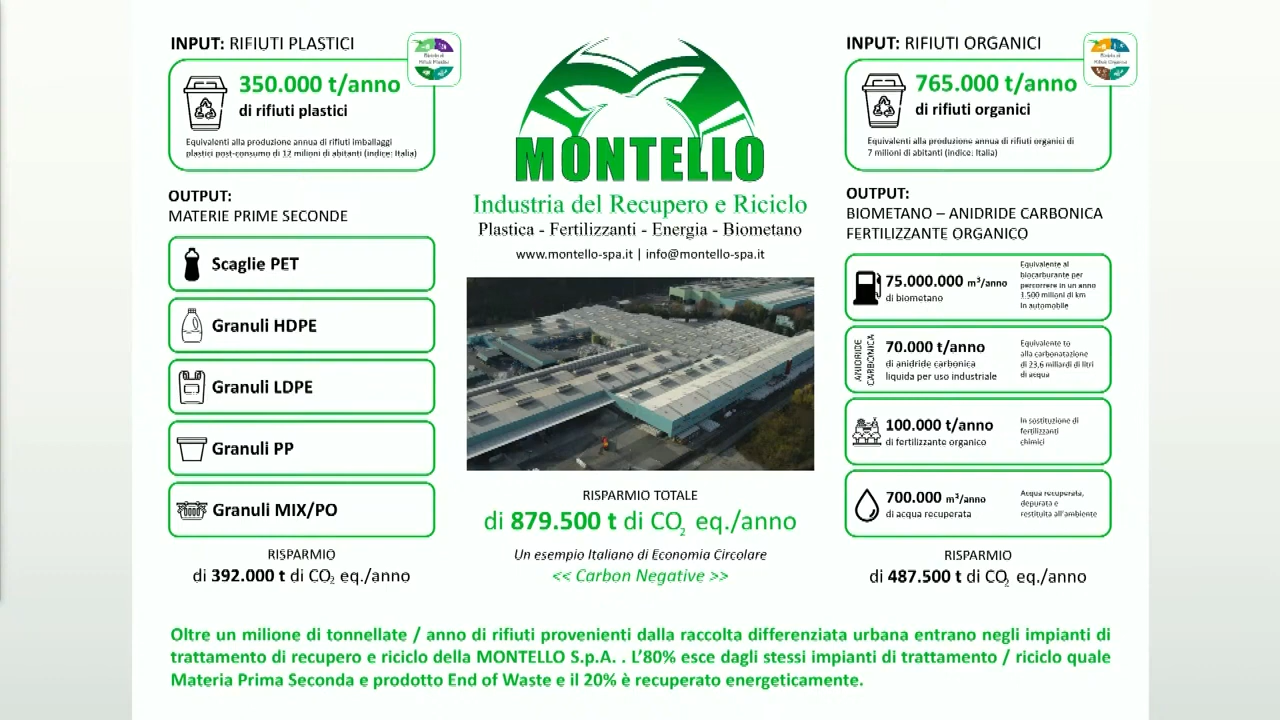 INPUT: RIFIUTI PLASTICI
350.000 t/anno
di rifiuti plastici
Equivalenti alla produzione annua di rifiuti imballaggi
plastici post-consumo di 12 milioni di abitanti (indice: Italia)
OUTPUT:
MATERIE PRIME SECONDE
Scaglie PET
Granuli HDPE
Granuli LDPE
Granuli PP
Granuli MIX/PO
RISPARMIO
di 392.000 t di CO2 eq./anno
MONTELLO
Industria del Recupero e Riciclo
Plastica - Fertilizzanti - Energia - Biometano
www.montello-spa.it | info@montello-spa.it
RISPARMIO TOTALE
di 879.500 t di CO2 eq./anno
Un esempio Italiano di Economia Circolare
<< Carbon Negative >>
INPUT: RIFIUTI ORGANICI
765.000 t/anno
di rifiuti organici
Equivalenti alla produzione annua di rifiuti organici di
7 milioni di abitanti (indice: Italia)
OUTPUT:
BIOMETANO – ANIDRIDE CARBONICA
FERTILIZZANTE ORGANICO
75.000.000 m³/anno
di biometano
Equivalente al
biocarburante per
percorrere in un anno
1.500 milioni di km
in automobile
ANIDRIDE
CARBONICA
70.000 t/anno
di anidride carbonica
liquida per uso industriale
Equivalente to
alla carbonatazione
di 23,6 miliardi di litri
di acqua
100.000 t/anno
di fertilizzante organico
In sostituzione di
fertilizzanti
chimici
700.000 m³/anno
di acqua recuperata
Acqua recuperata,
depurata e
restituita all'ambiente
RISPARMIO
di 487.500 t di CO2 eq./anno
Oltre un milione di tonnellate / anno di rifiuti provenienti dalla raccolta differenziata urbana entrano negli impianti di
trattamento di recupero e riciclo della MONTELLO S.p.A. . L'80% esce dagli stessi impianti di trattamento / riciclo quale
Materia Prima Seconda e prodotto End of Waste e il 20% è recuperato energeticamente.